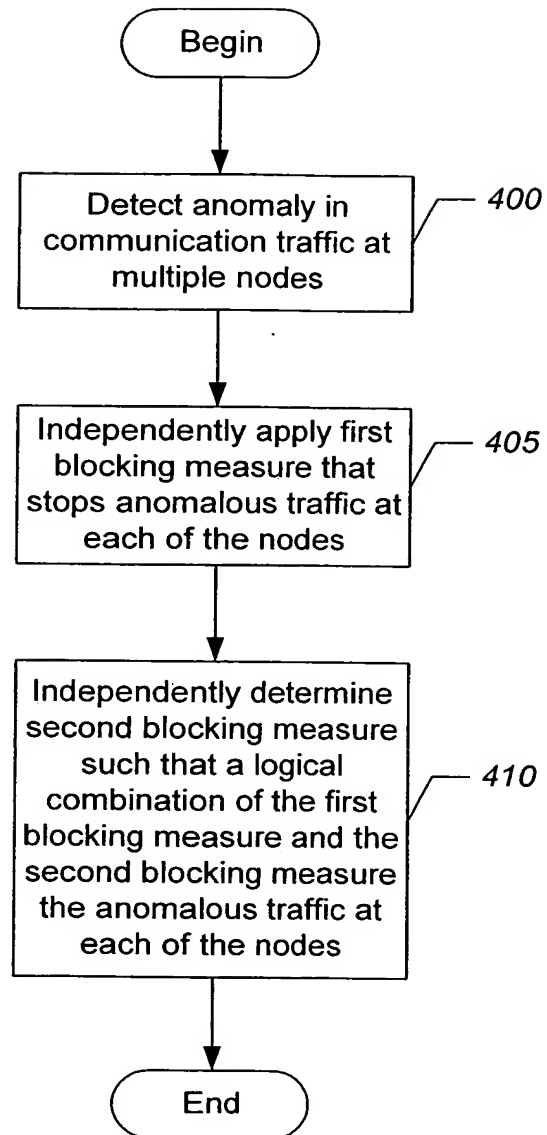 Begin
Detect anomaly in
communication traffic at
multiple nodes
400
Independently apply first
blocking measure that
stops anomalous traffic at
each of the nodes
405
Independently determine
second blocking measure
such that a logical
combination of the first
blocking measure and the
second blocking measure
the anomalous traffic at
each of the nodes
410
End